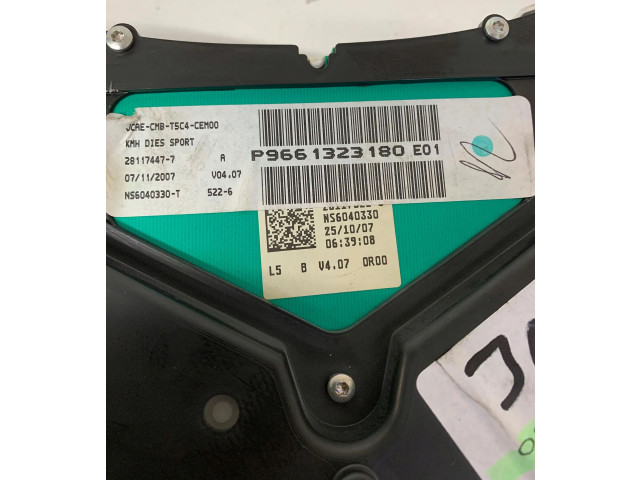 JCAE-CMB-T5C4-CEM00
KMH DIES SPORT
28117447-7 A
07/11/2007 V04.07
NS6040330-T 522-6
P9661323180 E01
NS6040330
25/10/07
06:39:08
L5 B V4.07 0R00